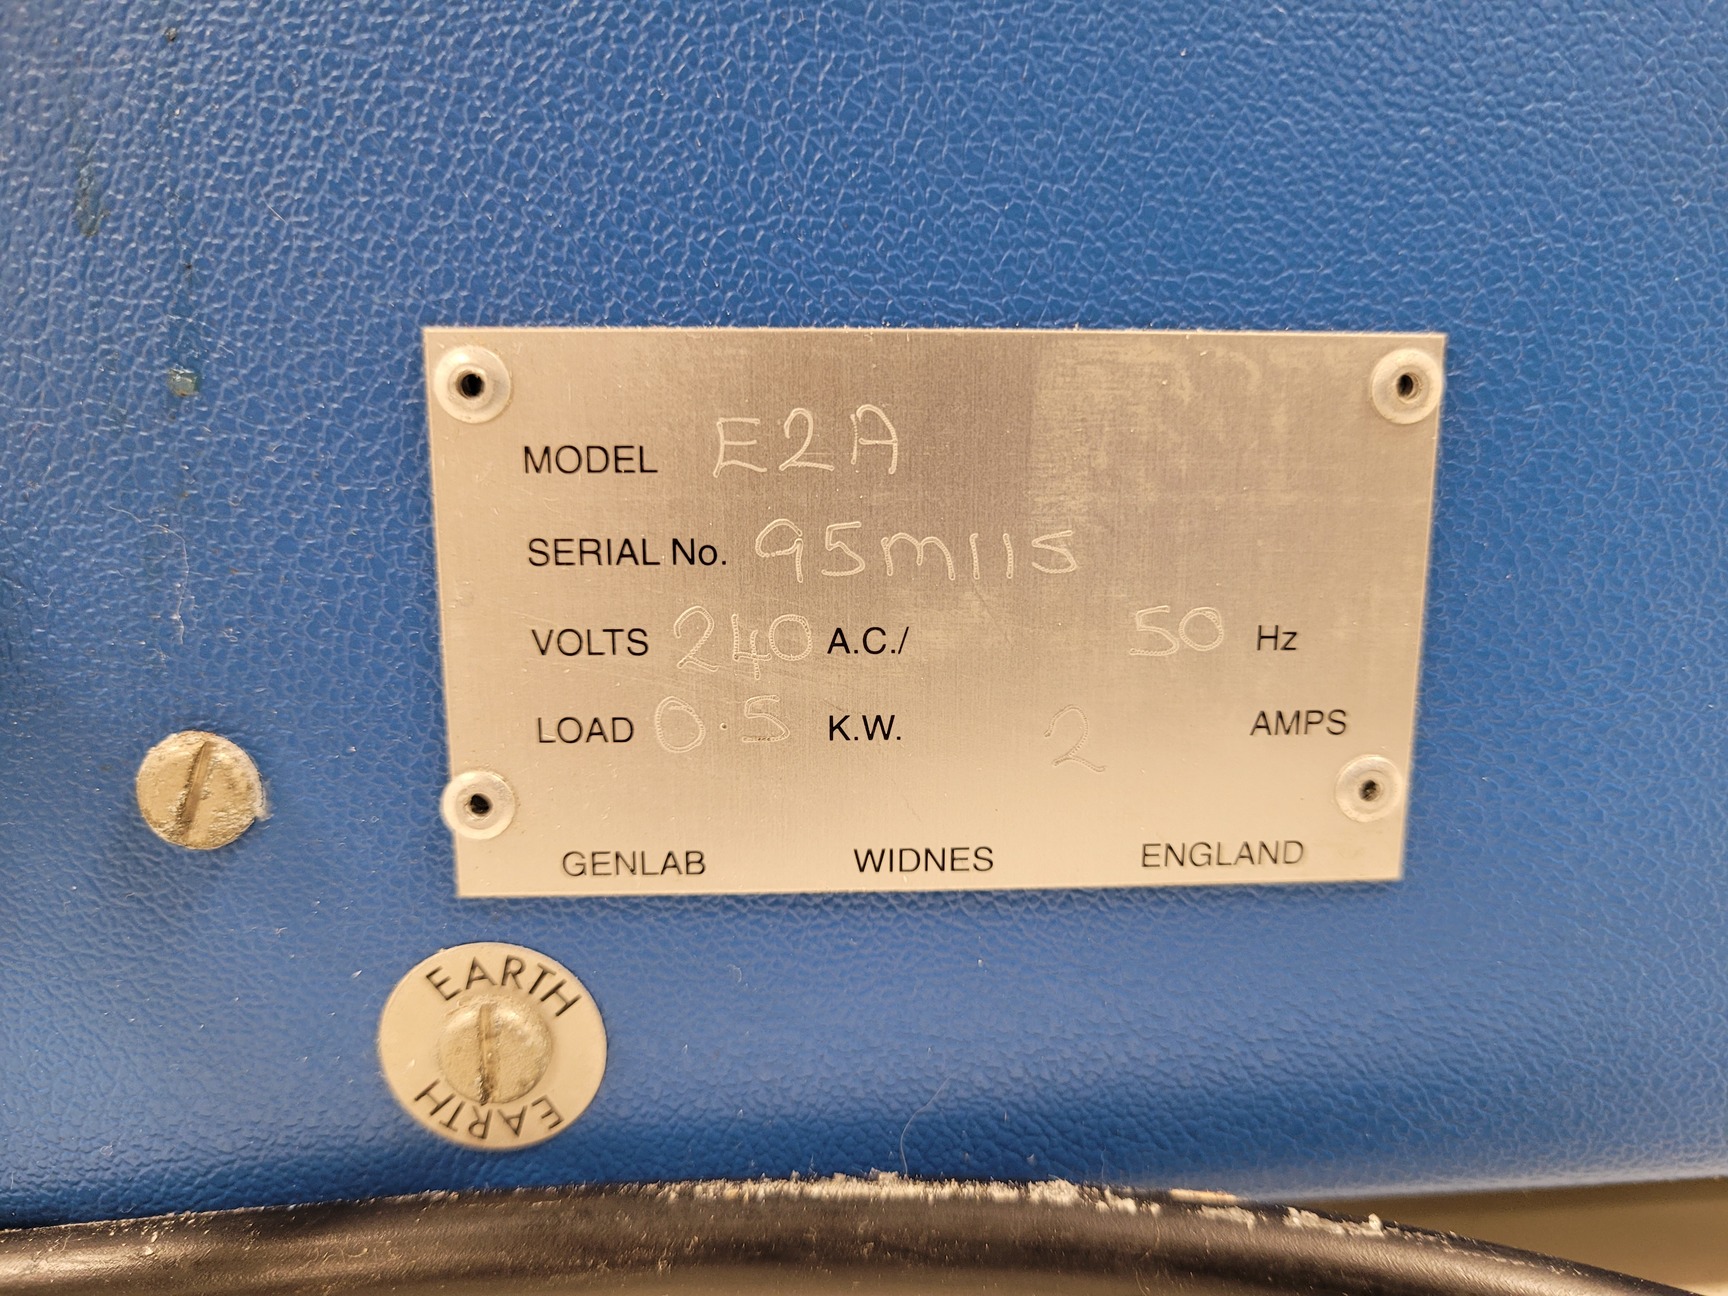 MODEL E2A
SERIAL No. 95M115
VOLTS 240 A.C./ 50 Hz
LOAD 0.5 K.W. 2 AMPS
GENLAB WIDNES ENGLAND
EARTH
EARTH